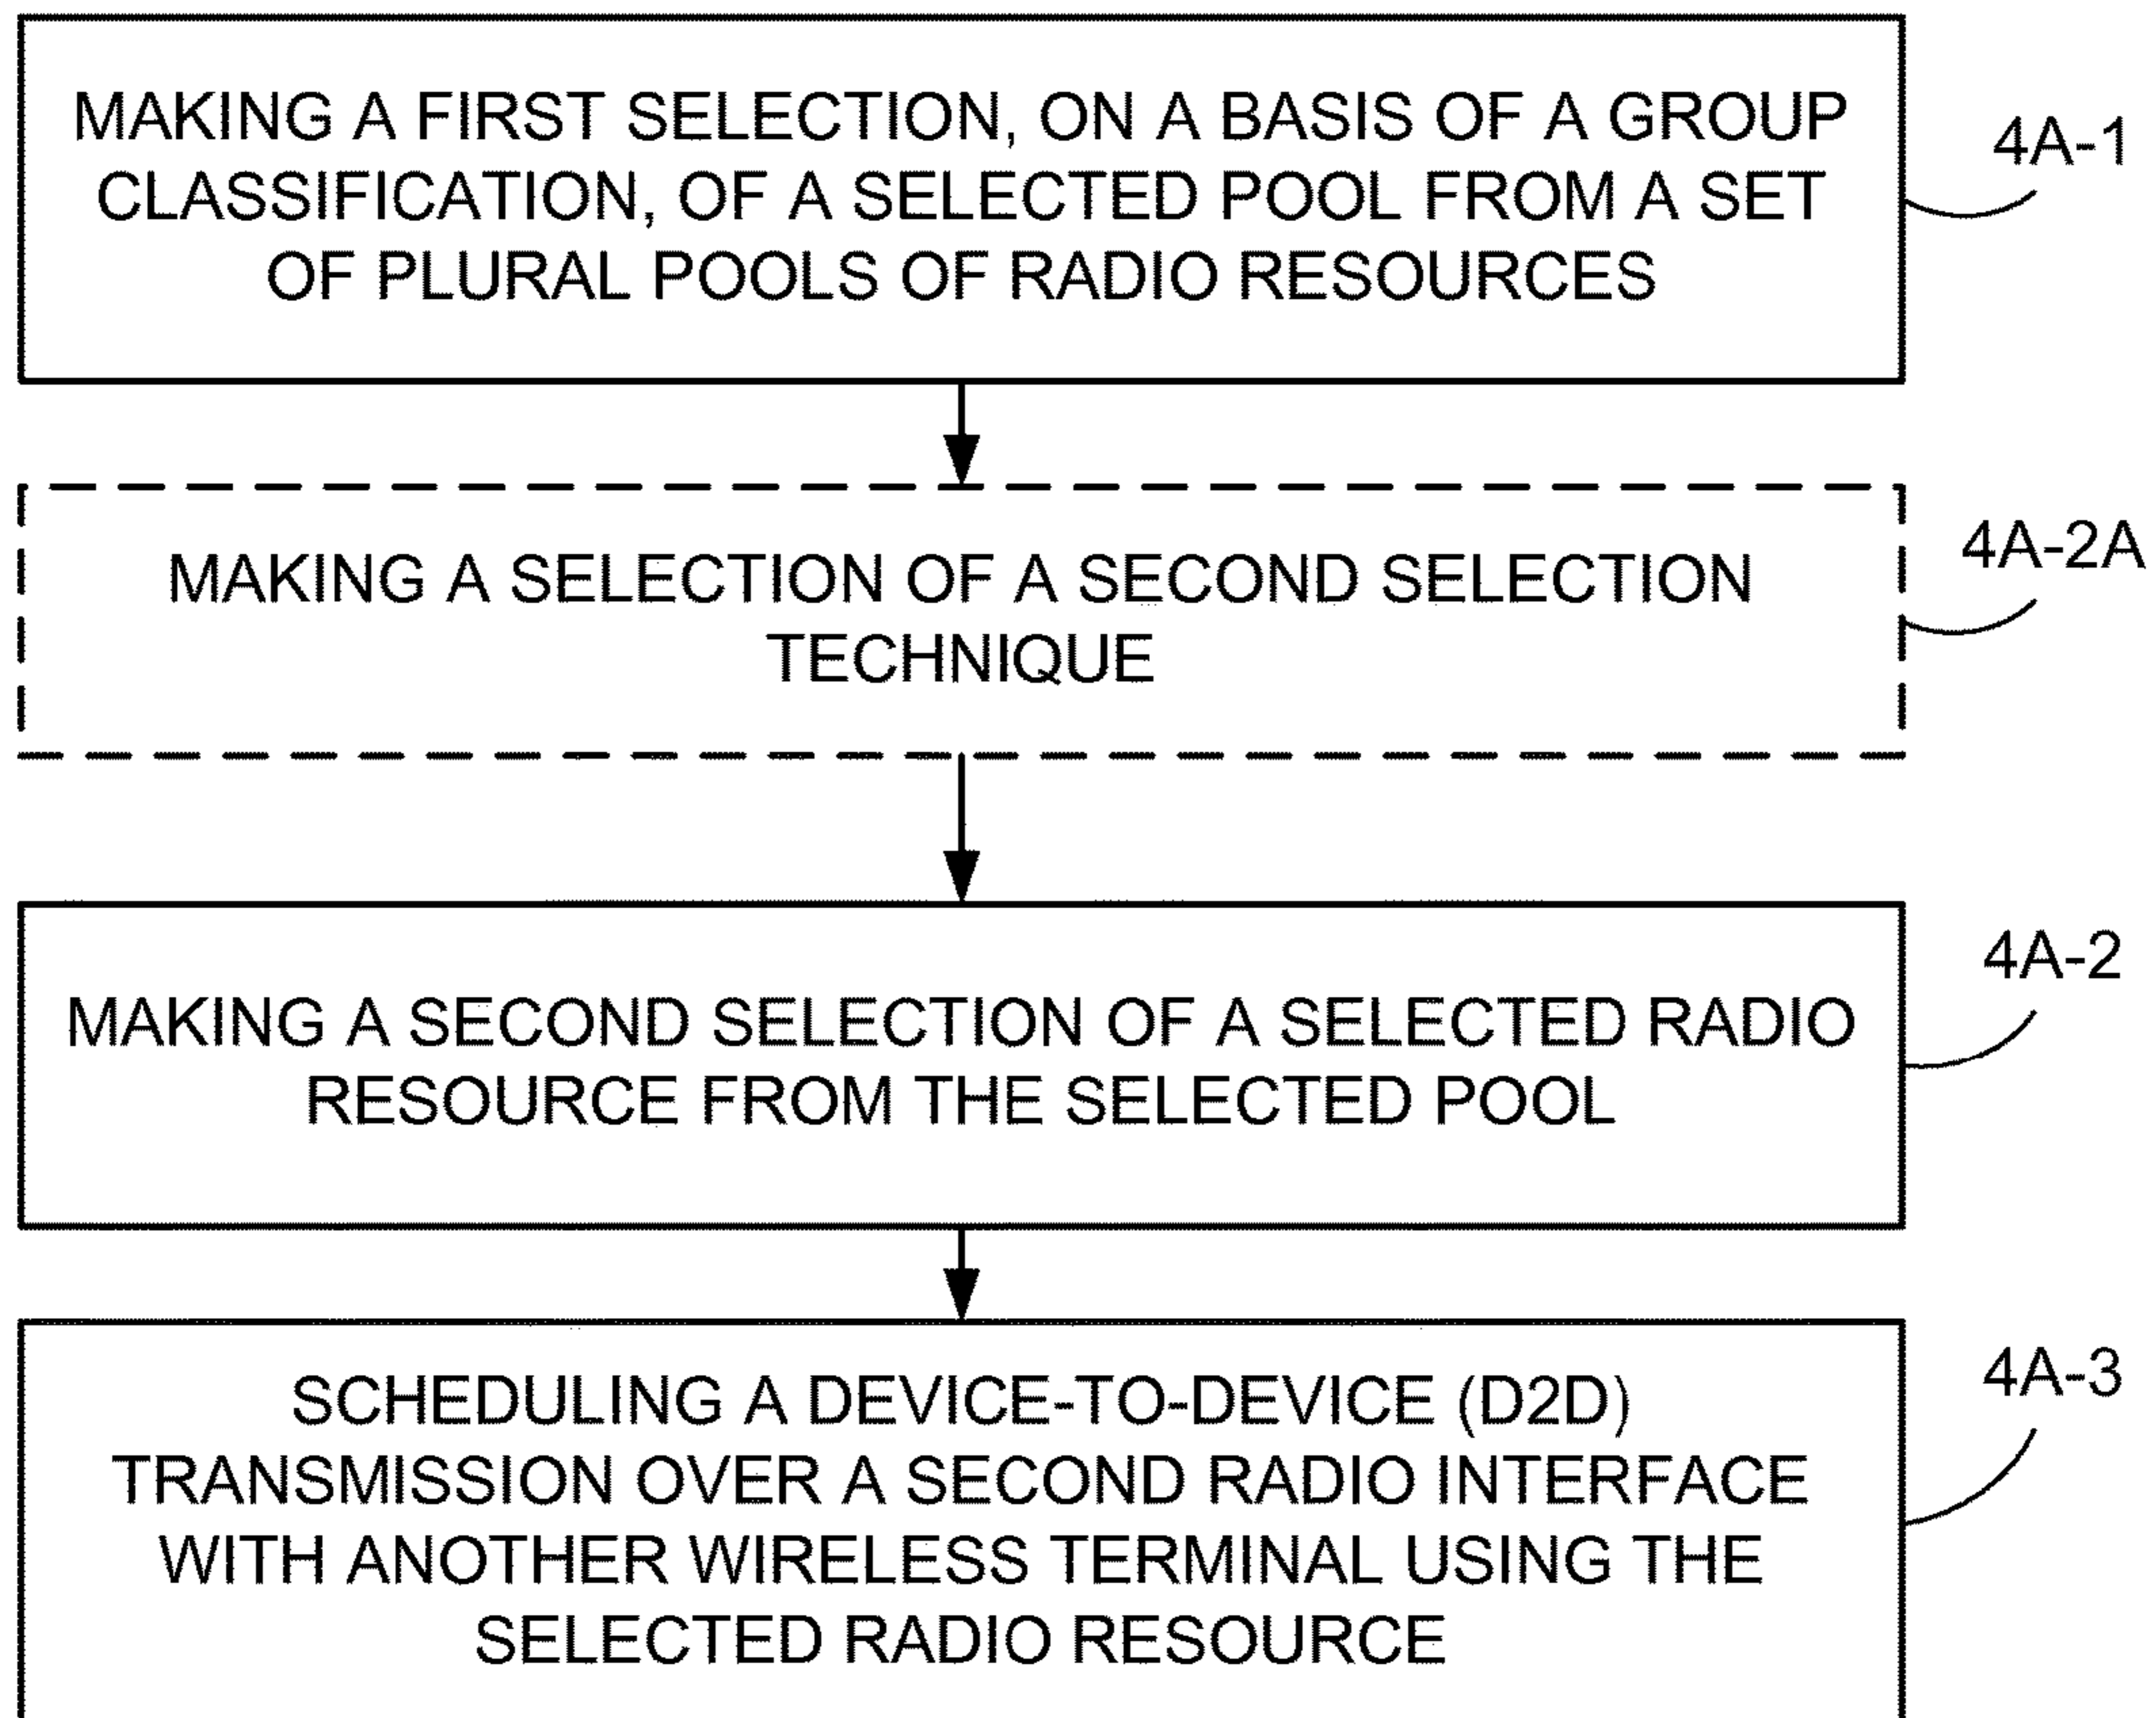 MAKING A FIRST SELECTION, ON A BASIS OF A GROUP
CLASSIFICATION, OF A SELECTED POOL FROM A SET
OF PLURAL POOLS OF RADIO RESOURCES
4A-1
MAKING A SELECTION OF A SECOND SELECTION
TECHNIQUE
4A-2A
MAKING A SECOND SELECTION OF A SELECTED RADIO
RESOURCE FROM THE SELECTED POOL
4A-2
SCHEDULING A DEVICE-TO-DEVICE (D2D)
TRANSMISSION OVER A SECOND RADIO INTERFACE
WITH ANOTHER WIRELESS TERMINAL USING THE
SELECTED RADIO RESOURCE
4A-3